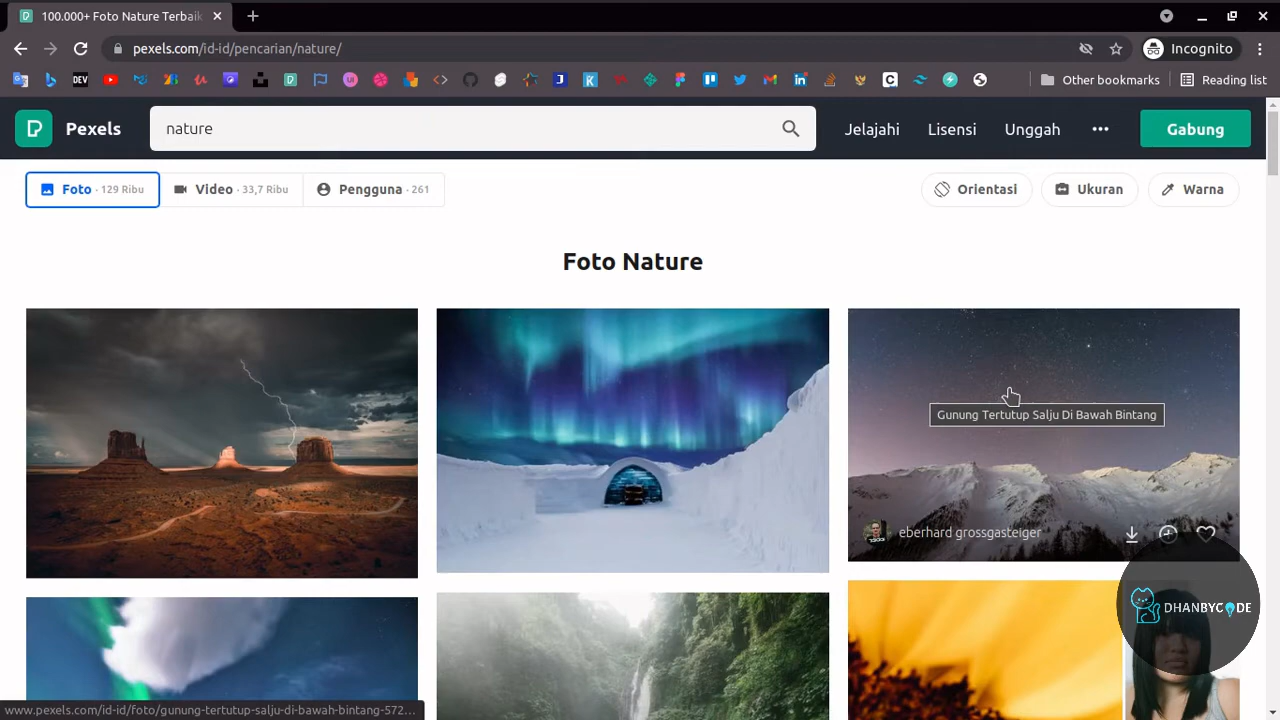 100.000+ Foto Nature Terbaik
pexels.com/id-id/pencarian/nature/
Incognito
DEV
UI
Other bookmarks
Reading list
Pexels
nature
Jelajahi
Lisensi
Unggah
Gabung
Foto · 129 Ribu
Video · 33,7 Ribu
Pengguna · 261
Orientasi
Ukuran
Warna
Foto Nature
Gunung Tertutup Salju Di Bawah Bintang
eberhard grossgasteiger
DHANBYCODE
www.pexels.com/id-id/foto/gunung-tertutup-salju-di-bawah-bintang-572...